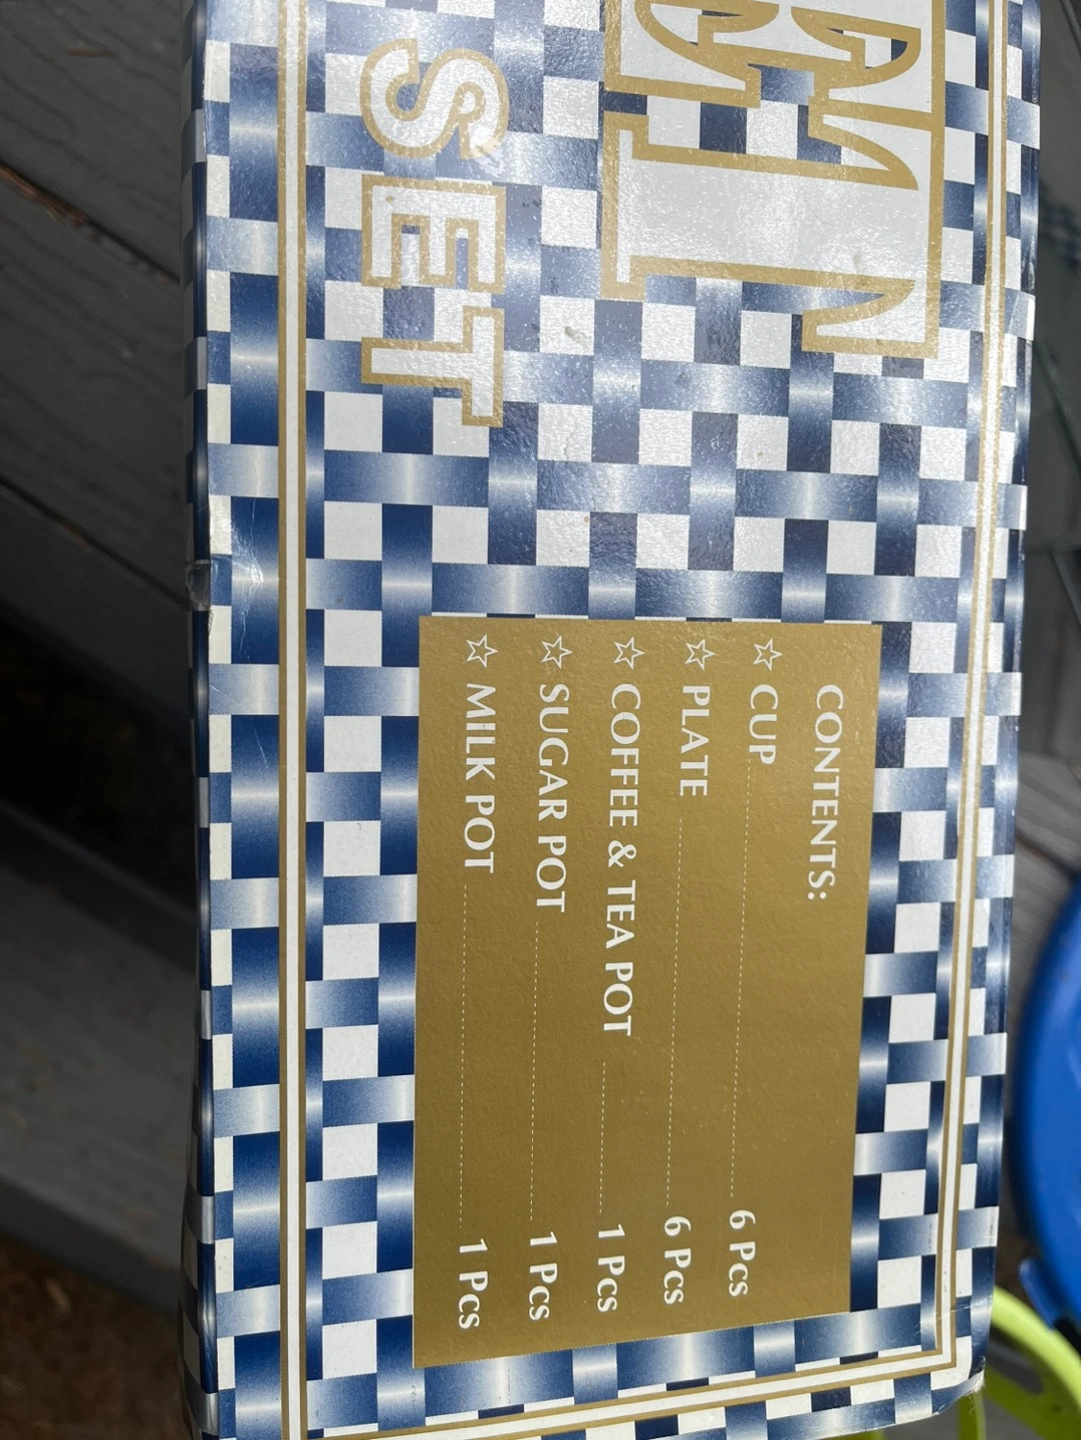 SET
CONTENTS:
☆ CUP 6 Pcs
☆ PLATE 6 Pcs
☆ COFFEE & TEA POT 1 Pcs
☆ SUGAR POT 1 Pcs
☆ MILK POT 1 Pcs